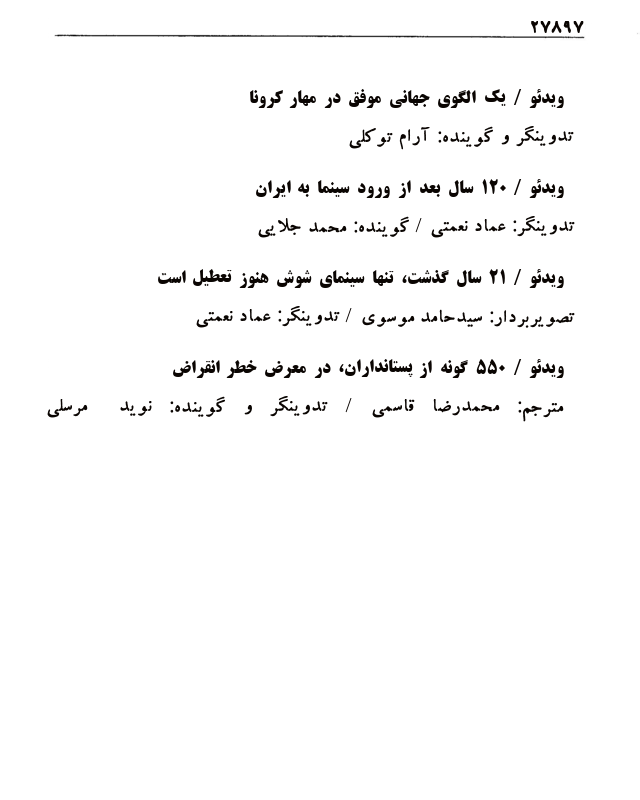 ۲۷۸۹۷
ویدئو / یک الگوی جهانی موفق در مهار کرونا
تدوینگر و گوینده: آرام توکلی
ویدئو / ۱۲۰ سال بعد از ورود سینما به ایران
تدوینگر: عماد نعمتی / گوینده: محمد جلایی
ویدئو / ۲۱ سال گذشت، تنها سینمای شوش هنوز تعطیل است
تصویربردار: سیدحامد موسوی / تدوینگر: عماد نعمتی
ویدئو / ۵۵۰ گونه از پستانداران، در معرض خطر انقراض
مترجم: محمدرضا قاسمی / تدوینگر و گوینده: نوید مرسلی